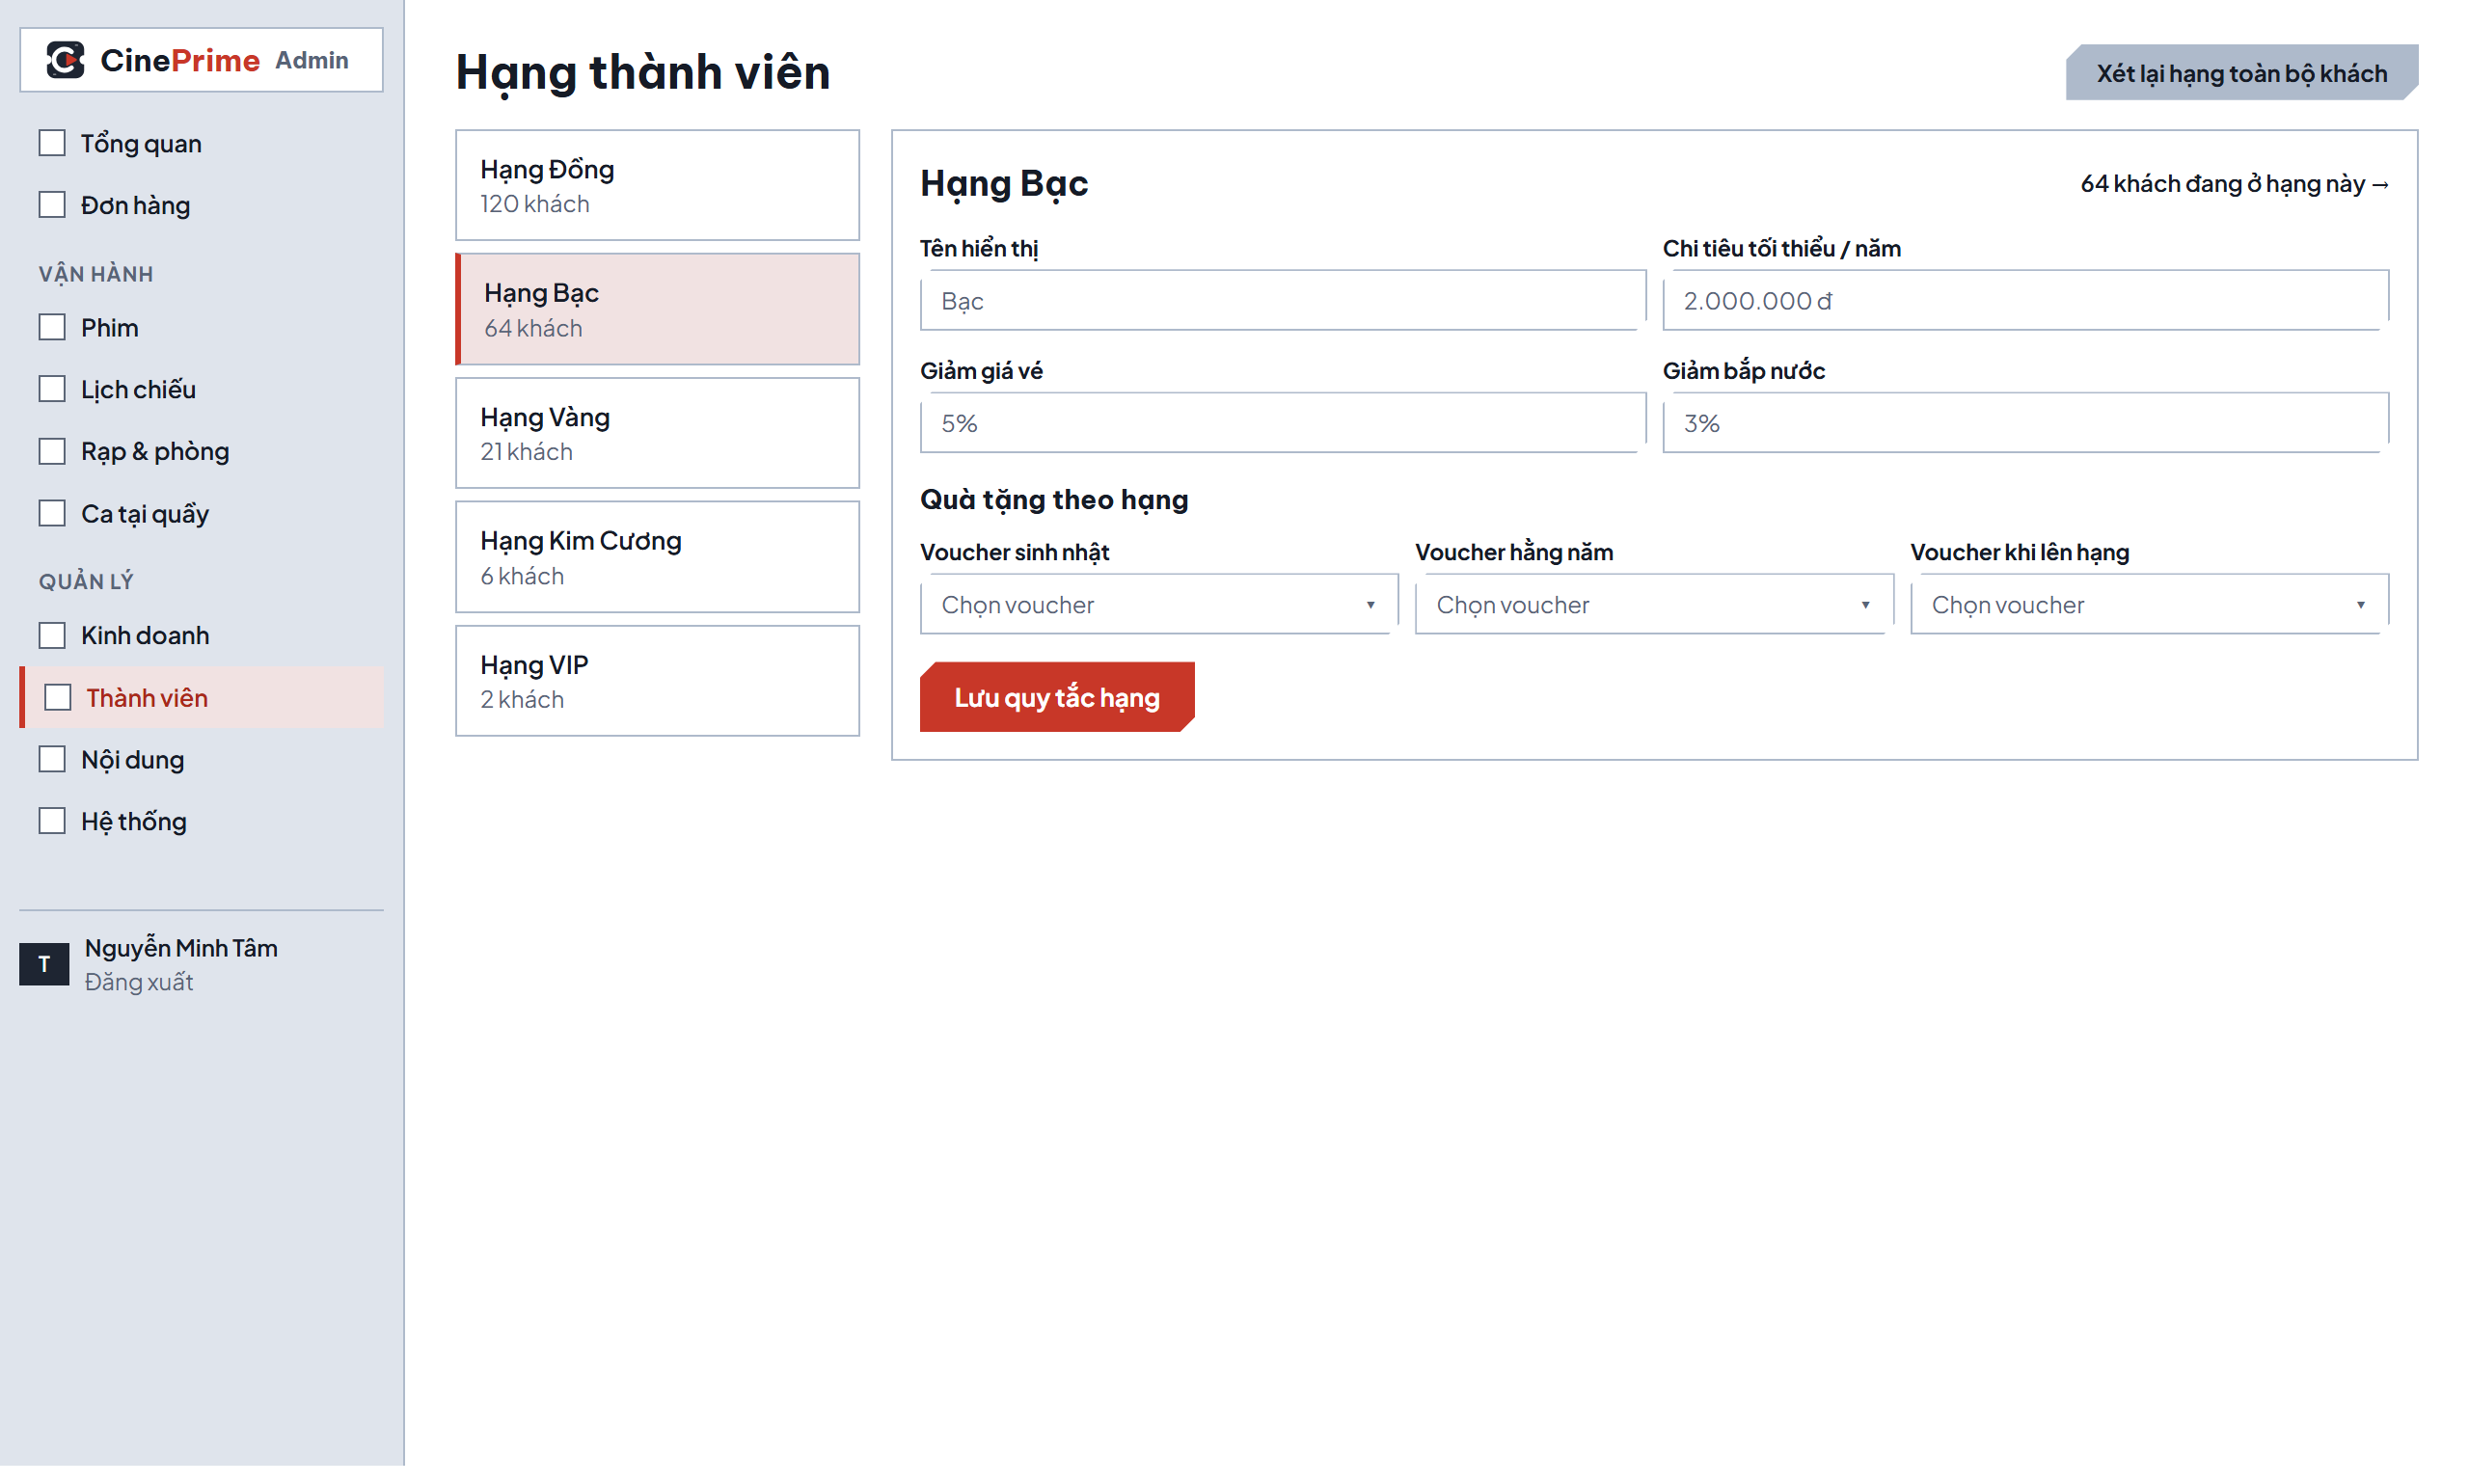 CinePrime Admin
Tổng quan
Đơn hàng
VẬN HÀNH
Phim
Lịch chiếu
Rạp & phòng
Ca tại quầy
QUẢN LÝ
Kinh doanh
Thành viên
Nội dung
Hệ thống
T
Nguyễn Minh Tâm
Đăng xuất
Hạng thành viên
Xét lại hạng toàn bộ khách
Hạng Đồng
120 khách
Hạng Bạc
64 khách
Hạng Vàng
21 khách
Hạng Kim Cương
6 khách
Hạng VIP
2 khách
Hạng Bạc
64 khách đang ở hạng này →
Tên hiển thị
Chi tiêu tối thiểu / năm
Bạc
2.000.000 đ
Giảm giá vé
Giảm bắp nước
5%
3%
Quà tặng theo hạng
Voucher sinh nhật
Voucher hằng năm
Voucher khi lên hạng
Chọn voucher
Chọn voucher
Chọn voucher
Lưu quy tắc hạng